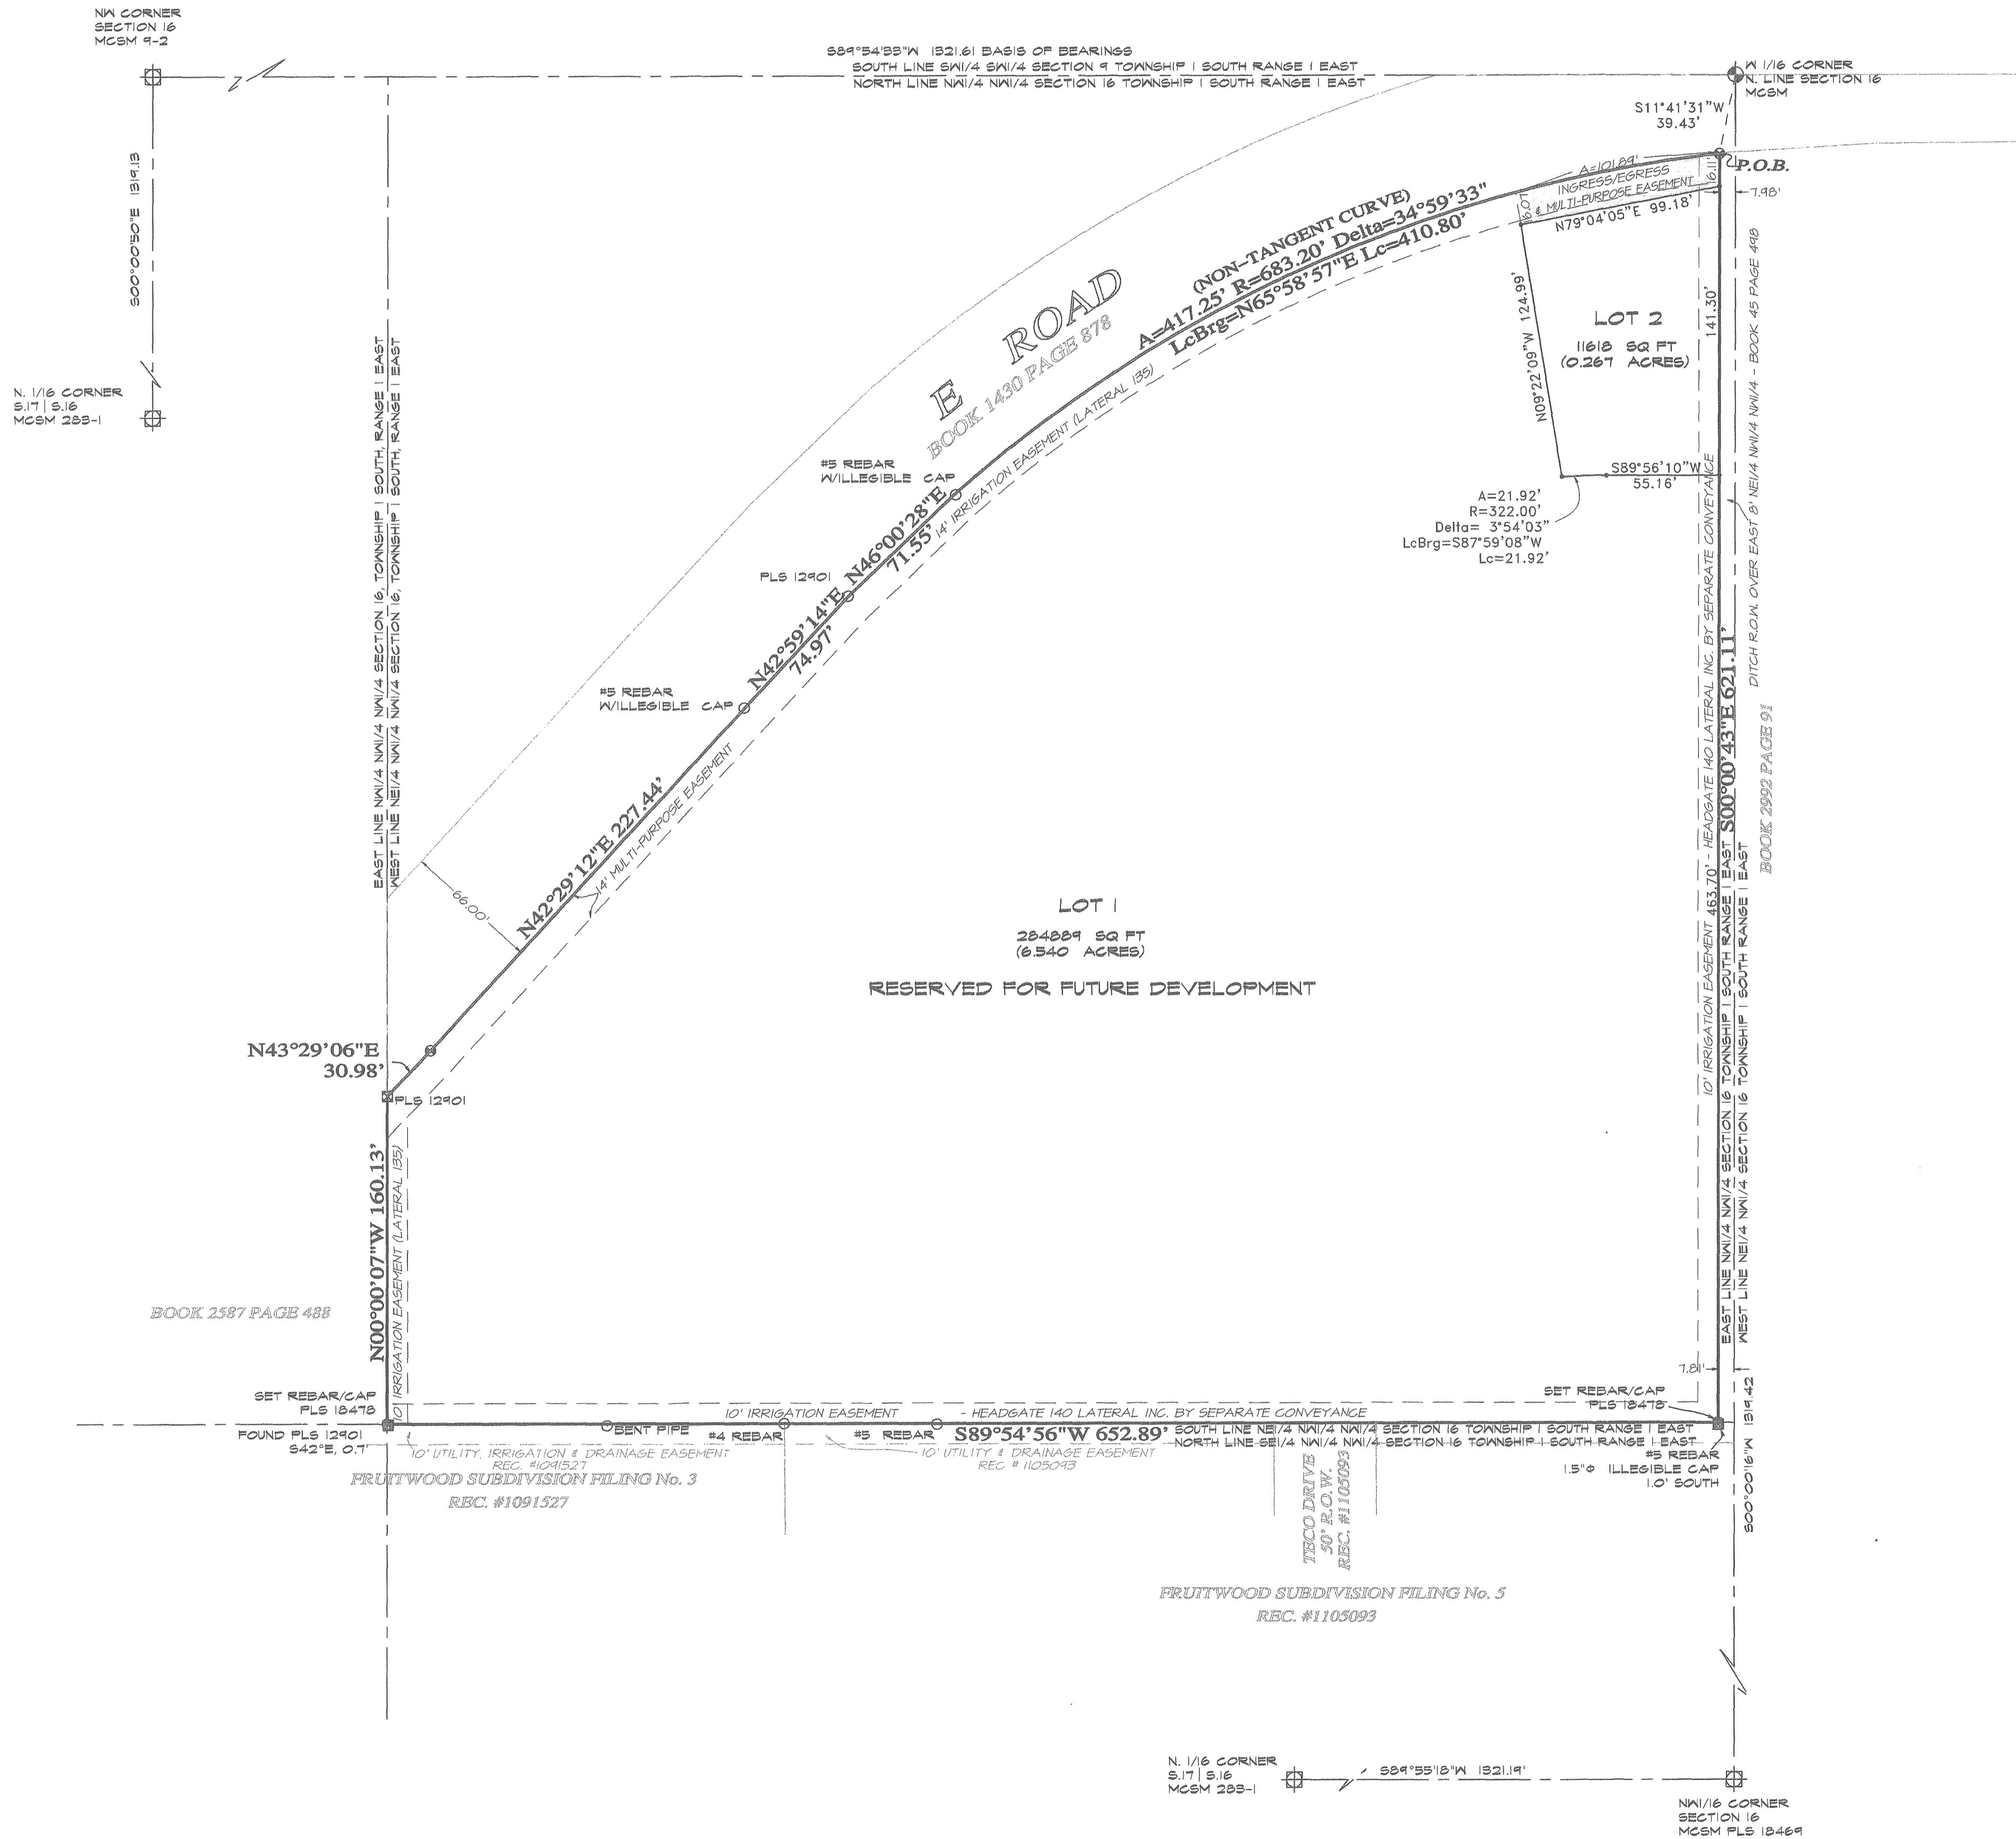 NW CORNER
SECTION 16
MCSM 9-2
S89°54'33"W 1321.61 BASIS OF BEARINGS
SOUTH LINE SW1/4 SW1/4 SECTION 9 TOWNSHIP 1 SOUTH RANGE 1 EAST
NORTH LINE NW1/4 NW1/4 SECTION 16 TOWNSHIP 1 SOUTH RANGE 1 EAST
W 1/16 CORNER
N. LINE SECTION 16
MCSM
S11°41'31"W
39.43'
P.O.B.
7.98'
A=101.89'
INGRESS/EGRESS
& MULTI-PURPOSE EASEMENT
16.11'
16.07'
N79°04'05"E 99.18'
S00°00'50"E 1319.13
N. 1/16 CORNER
S.17 | S.16
MCSM 283-1
EAST LINE NW1/4 NW1/4 SECTION 16, TOWNSHIP 1 SOUTH, RANGE 1 EAST
WEST LINE NE1/4 NW1/4 SECTION 16, TOWNSHIP 1 SOUTH, RANGE 1 EAST
(NON-TANGENT CURVE)
A=417.25' R=683.20' Delta=34°59'33"
LcBrg=N65°58'57"E Lc=410.80'
E ROAD
BOOK 1430 PAGE 878
14' IRRIGATION EASEMENT (LATERAL 135)
N09°22'09"W 124.99'
LOT 2
11618 SQ FT
(0.267 ACRES)
141.30'
S89°56'10"W
55.16'
A=21.92'
R=322.00'
Delta= 3°54'03"
LcBrg=S87°59'08"W
Lc=21.92'
DITCH R.O.W. OVER EAST 8' NE1/4 NW1/4 NW1/4 - BOOK 45 PAGE 498
BOOK 2992 PAGE 91
#5 REBAR
W/ILLEGIBLE CAP
N46°00'28"E
71.55'
PLS 12901
N42°59'14"E
74.97'
#5 REBAR
W/ILLEGIBLE CAP
N42°29'12"E 227.44'
14' MULTI-PURPOSE EASEMENT
66.00'
LOT 1
284889 SQ FT
(6.540 ACRES)
RESERVED FOR FUTURE DEVELOPMENT
10' IRRIGATION EASEMENT - HEADGATE 140 LATERAL INC. BY SEPARATE CONVEYANCE
463.70'
S00°00'43"E 621.11'
EAST LINE NW1/4 NW1/4 SECTION 16 TOWNSHIP 1 SOUTH RANGE 1 EAST
WEST LINE NE1/4 NW1/4 SECTION 16 TOWNSHIP 1 SOUTH RANGE 1 EAST
N43°29'06"E
30.98'
PLS 12901
N00°00'07"W 160.13'
10' IRRIGATION EASEMENT (LATERAL 135)
BOOK 2587 PAGE 488
7.81'
SET REBAR/CAP
PLS 18478
FOUND PLS 12901
S42°E, 0.7'
SET REBAR/CAP
PLS 18478
10' IRRIGATION EASEMENT - HEADGATE 140 LATERAL INC. BY SEPARATE CONVEYANCE
BENT PIPE
#4 REBAR
#5 REBAR
S89°54'56"W 652.89'
SOUTH LINE NE1/4 NW1/4 NW1/4 SECTION 16 TOWNSHIP 1 SOUTH RANGE 1 EAST
NORTH LINE SE1/4 NW1/4 NW1/4 SECTION 16 TOWNSHIP 1 SOUTH RANGE 1 EAST
10' UTILITY, IRRIGATION & DRAINAGE EASEMENT
REC. #1091527
10' UTILITY & DRAINAGE EASEMENT
REC # 1105093
#5 REBAR
1.5"Φ ILLEGIBLE CAP
1.0' SOUTH
FRUITWOOD SUBDIVISION FILING No. 3
REC. #1091527
TECO DRIVE
50' R.O.W.
REC. #1105093
S00°00'16"W 1319.42
FRUITWOOD SUBDIVISION FILING No. 5
REC. #1105093
N. 1/16 CORNER
S.17 | S.16
MCSM 283-1
S89°55'18"W 1321.19'
NW1/16 CORNER
SECTION 16
MCSM PLS 18469